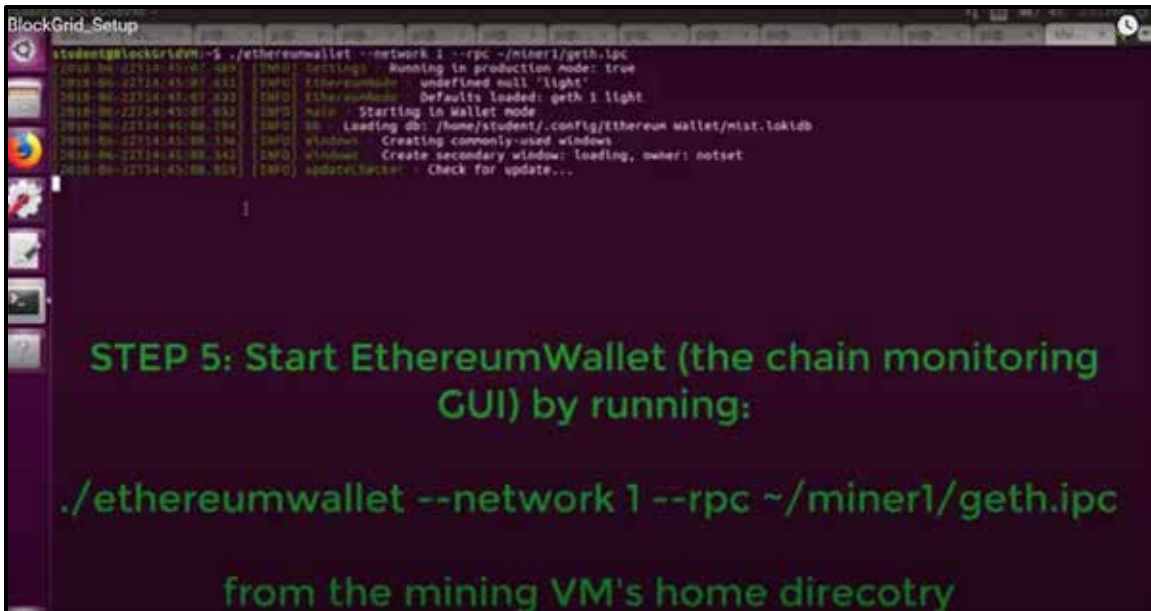 BlockGrid_Setup
student@BlockGridVM:~$ ./ethereumwallet --network 1 --rpc ~/miner1/geth.ipc
[INFO] Settings - Running in production mode: true
[INFO] EthereumNode - undefined null 'light'
[INFO] EthereumNode - Defaults loaded: geth 1 light
[INFO] main - Starting in Wallet mode
[INFO] Db - Loading db: /home/student/.config/Ethereum Wallet/mist.lokidb
[INFO] Windows - Creating commonly-used windows
[INFO] Windows - Create secondary window: loading, owner: notset
[INFO] updateChecker - Check for update...
STEP 5: Start EthereumWallet (the chain monitoring
GUI) by running:
./ethereumwallet --network 1 --rpc ~/miner1/geth.ipc
from the mining VM's home direcotry